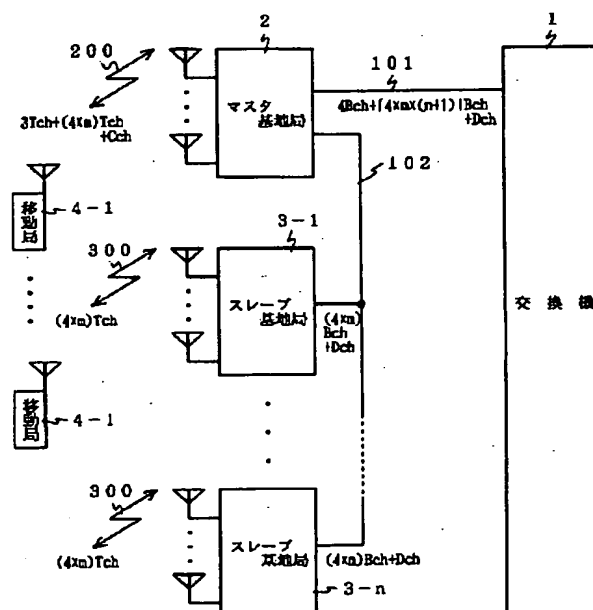 2
1
200
101
マスタ
基地局
4Bch+{4×m×(n+1)}Bch
+Dch
3Tch+(4×m)Tch
+Cch
102
移動局
4-1
3-1
300
スレーブ
基地局
(4×m)
Bch
+Dch
(4×m)Tch
交換機
移動局
4-1
300
スレーブ
基地局
(4×m)Bch+Dch
(4×m)Tch
3-n